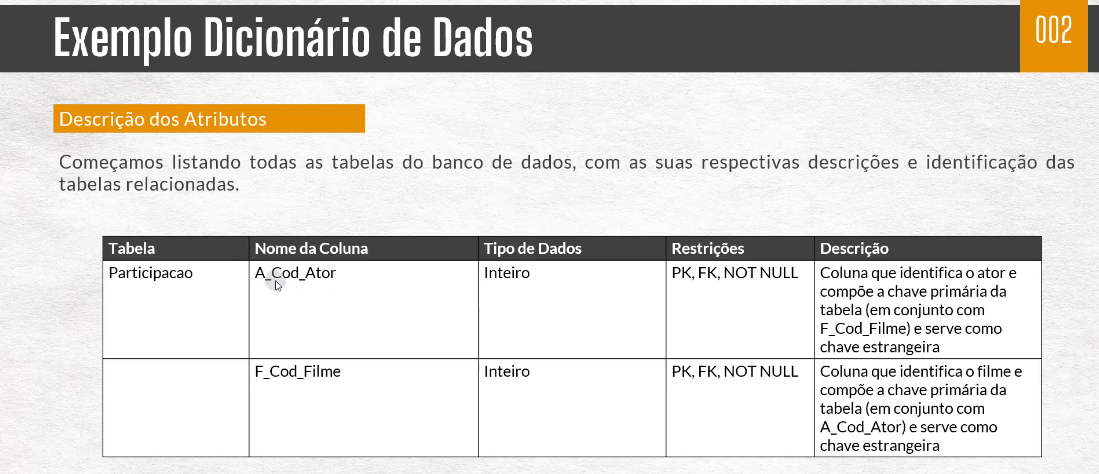 Exemplo Dicionário de Dados
002
Descrição dos Atributos
Começamos listando todas as tabelas do banco de dados, com as suas respectivas descrições e identificação das
tabelas relacionadas.
Tabela Nome da Coluna Tipo de Dados Restrições Descrição
Participacao A_Cod_Ator Inteiro PK, FK, NOT NULL Coluna que identifica o ator e
compõe a chave primária da
tabela (em conjunto com
F_Cod_Filme) e serve como
chave estrangeira
F_Cod_Filme Inteiro PK, FK, NOT NULL Coluna que identifica o filme e
compõe a chave primária da
tabela (em conjunto com
A_Cod_Ator) e serve como
chave estrangeira